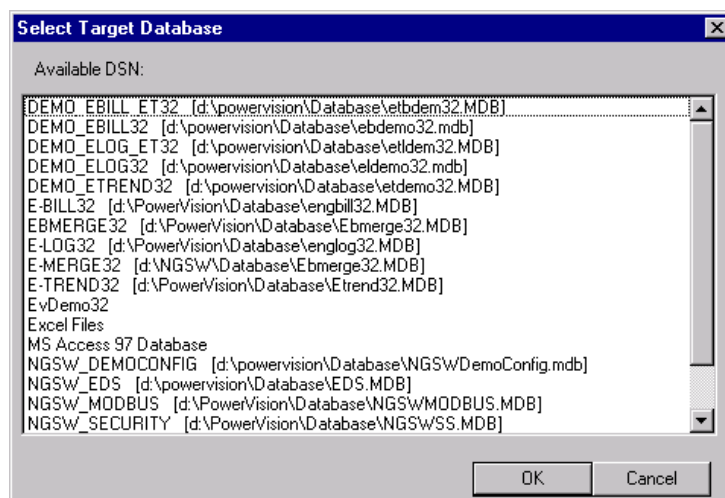 Select Target Database
Available DSN:
DEMO_EBILL_ET32 [d:\powervision\Database\etbdem32.MDB]
DEMO_EBILL32 [d:\powervision\Database\ebdemo32.mdb]
DEMO_ELOG_ET32 [d:\powervision\Database\etldem32.MDB]
DEMO_ELOG32 [d:\powervision\Database\eldemo32.mdb]
DEMO_ETREND32 [d:\powervision\Database\etdemo32.MDB]
E-BILL32 [d:\PowerVision\Database\engbill32.MDB]
EBMERGE32 [d:\PowerVision\Database\Ebmerge32.MDB]
E-LOG32 [d:\PowerVision\Database\englog32.MDB]
E-MERGE32 [d:\NGSW\Database\Ebmerge32.MDB]
E-TREND32 [d:\PowerVision\Database\Etrend32.MDB]
EvDemo32
Excel Files
MS Access 97 Database
NGSW_DEMOCONFIG [d:\powervision\Database\NGSWDemoConfig.mdb]
NGSW_EDS [d:\powervision\Database\EDS.MDB]
NGSW_MODBUS [d:\PowerVision\Database\NGSWMODBUS.MDB]
NGSW_SECURITY [d:\PowerVision\Database\NGSWSS.MDB]
OK Cancel